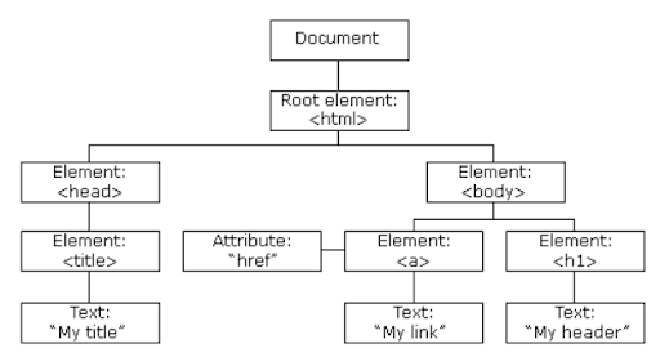 Document
Root element:
<html>
Element:
<head>
Element:
<body>
Element:
<title>
Attribute:
"href"
Element:
<a>
Element:
<h1>
Text:
"My title"
Text:
"My link"
Text:
"My header"